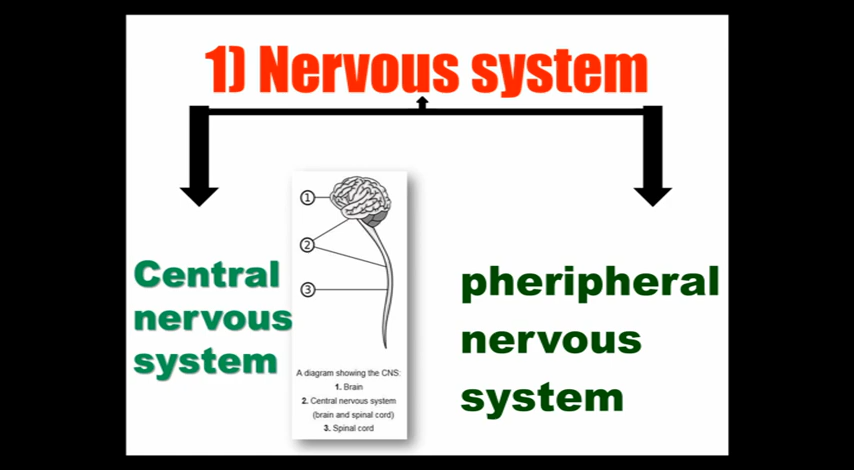 1) Nervous system
Central
nervous
system
1
2
3
A diagram showing the CNS:
1. Brain
2. Central nervous system
(brain and spinal cord)
3. Spinal cord
pheripheral
nervous
system